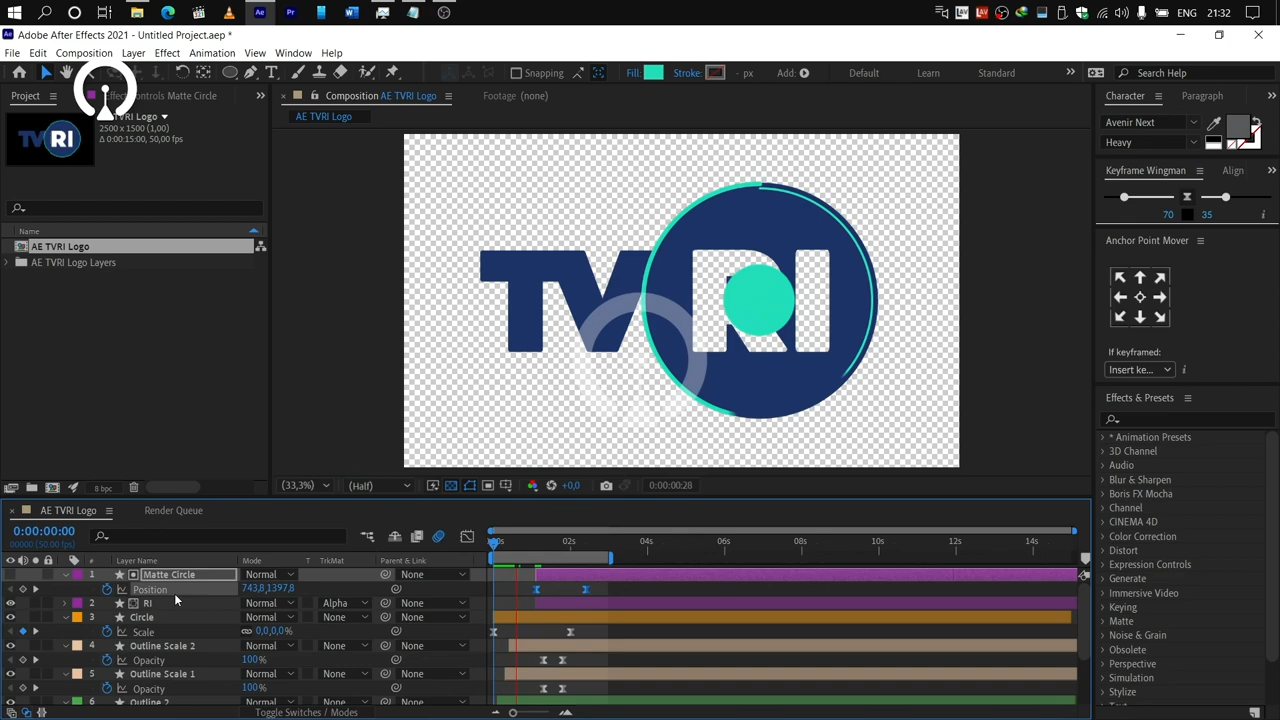 ENG 21:32
Adobe After Effects 2021 - Untitled Project.aep *
File Edit Composition Layer Effect Animation View Window Help
Snapping Fill: Stroke: - px Add: Default Learn Standard Search Help
Project Effect Controls Matte Circle Composition AE TVRI Logo Footage (none) Character Paragraph
AE TVRI Logo
TVRI Logo
2500 x 1500 (1,00)
Δ 0:00:15:00, 50,00 fps
Avenir Next
Heavy
Keyframe Wingman Align
70 35
Name
AE TVRI Logo
AE TVRI Logo Layers
TVRI
TVRI
Anchor Point Mover
If keyframed:
Insert ke...
Effects & Presets
* Animation Presets
3D Channel
Audio
Blur & Sharpen
Boris FX Mocha
Channel
CINEMA 4D
Color Correction
Distort
Expression Controls
Generate
Immersive Video
Keying
Matte
Noise & Grain
Obsolete
Perspective
Simulation
Stylize
8 bpc (33,3%) (Half) +0,0 0:00:00:28
AE TVRI Logo Render Queue
0:00:00:00
00000 (50.00 fps)
02s 04s 06s 08s 10s 12s 14s
# Layer Name Mode T TrkMat Parent & Link
1 Matte Circle Normal None
Position 743,8,1397,8
2 RI Normal Alpha None
3 Circle Normal None None
Scale 0,0,0,0%
4 Outline Scale 2 Normal None None
Opacity 100%
5 Outline Scale 1 Normal None None
Opacity 100%
6 Outline 2 Normal None None
Toggle Switches / Modes